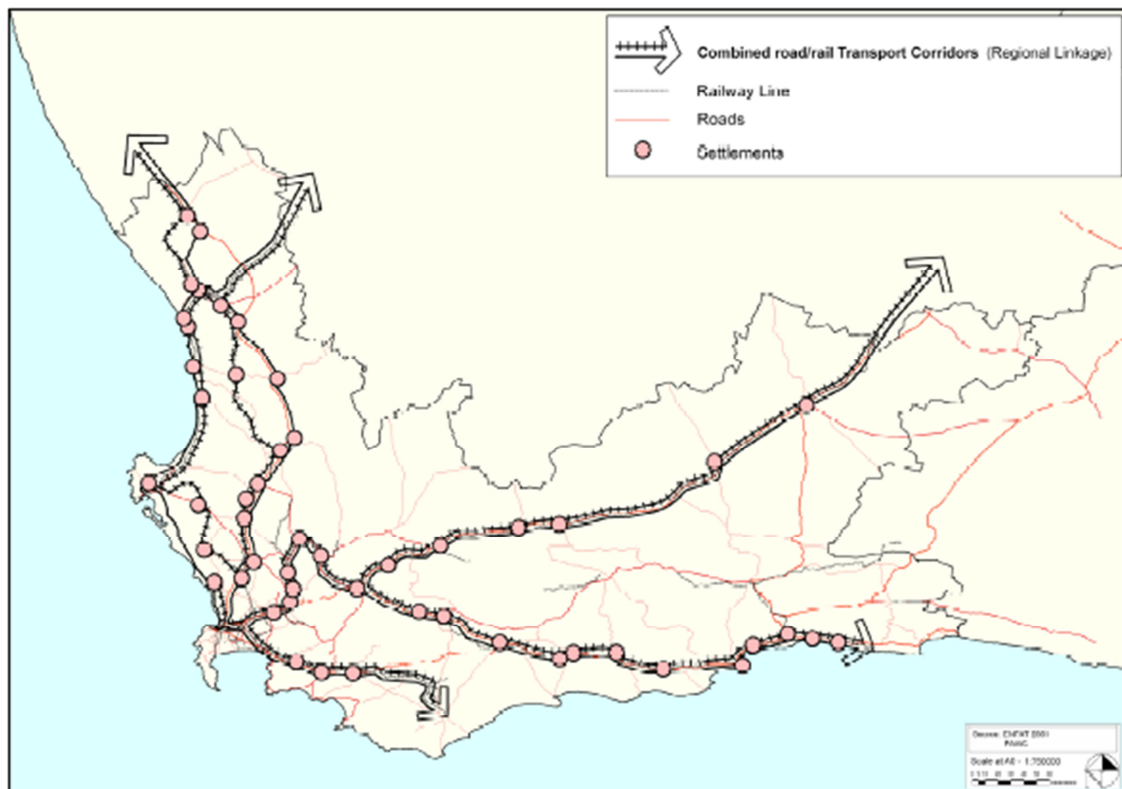 Combined road/rail Transport Corridors (Regional Linkage)
Railway Line
Roads
Settlements
Source:
Scale at A0 - 1:750000